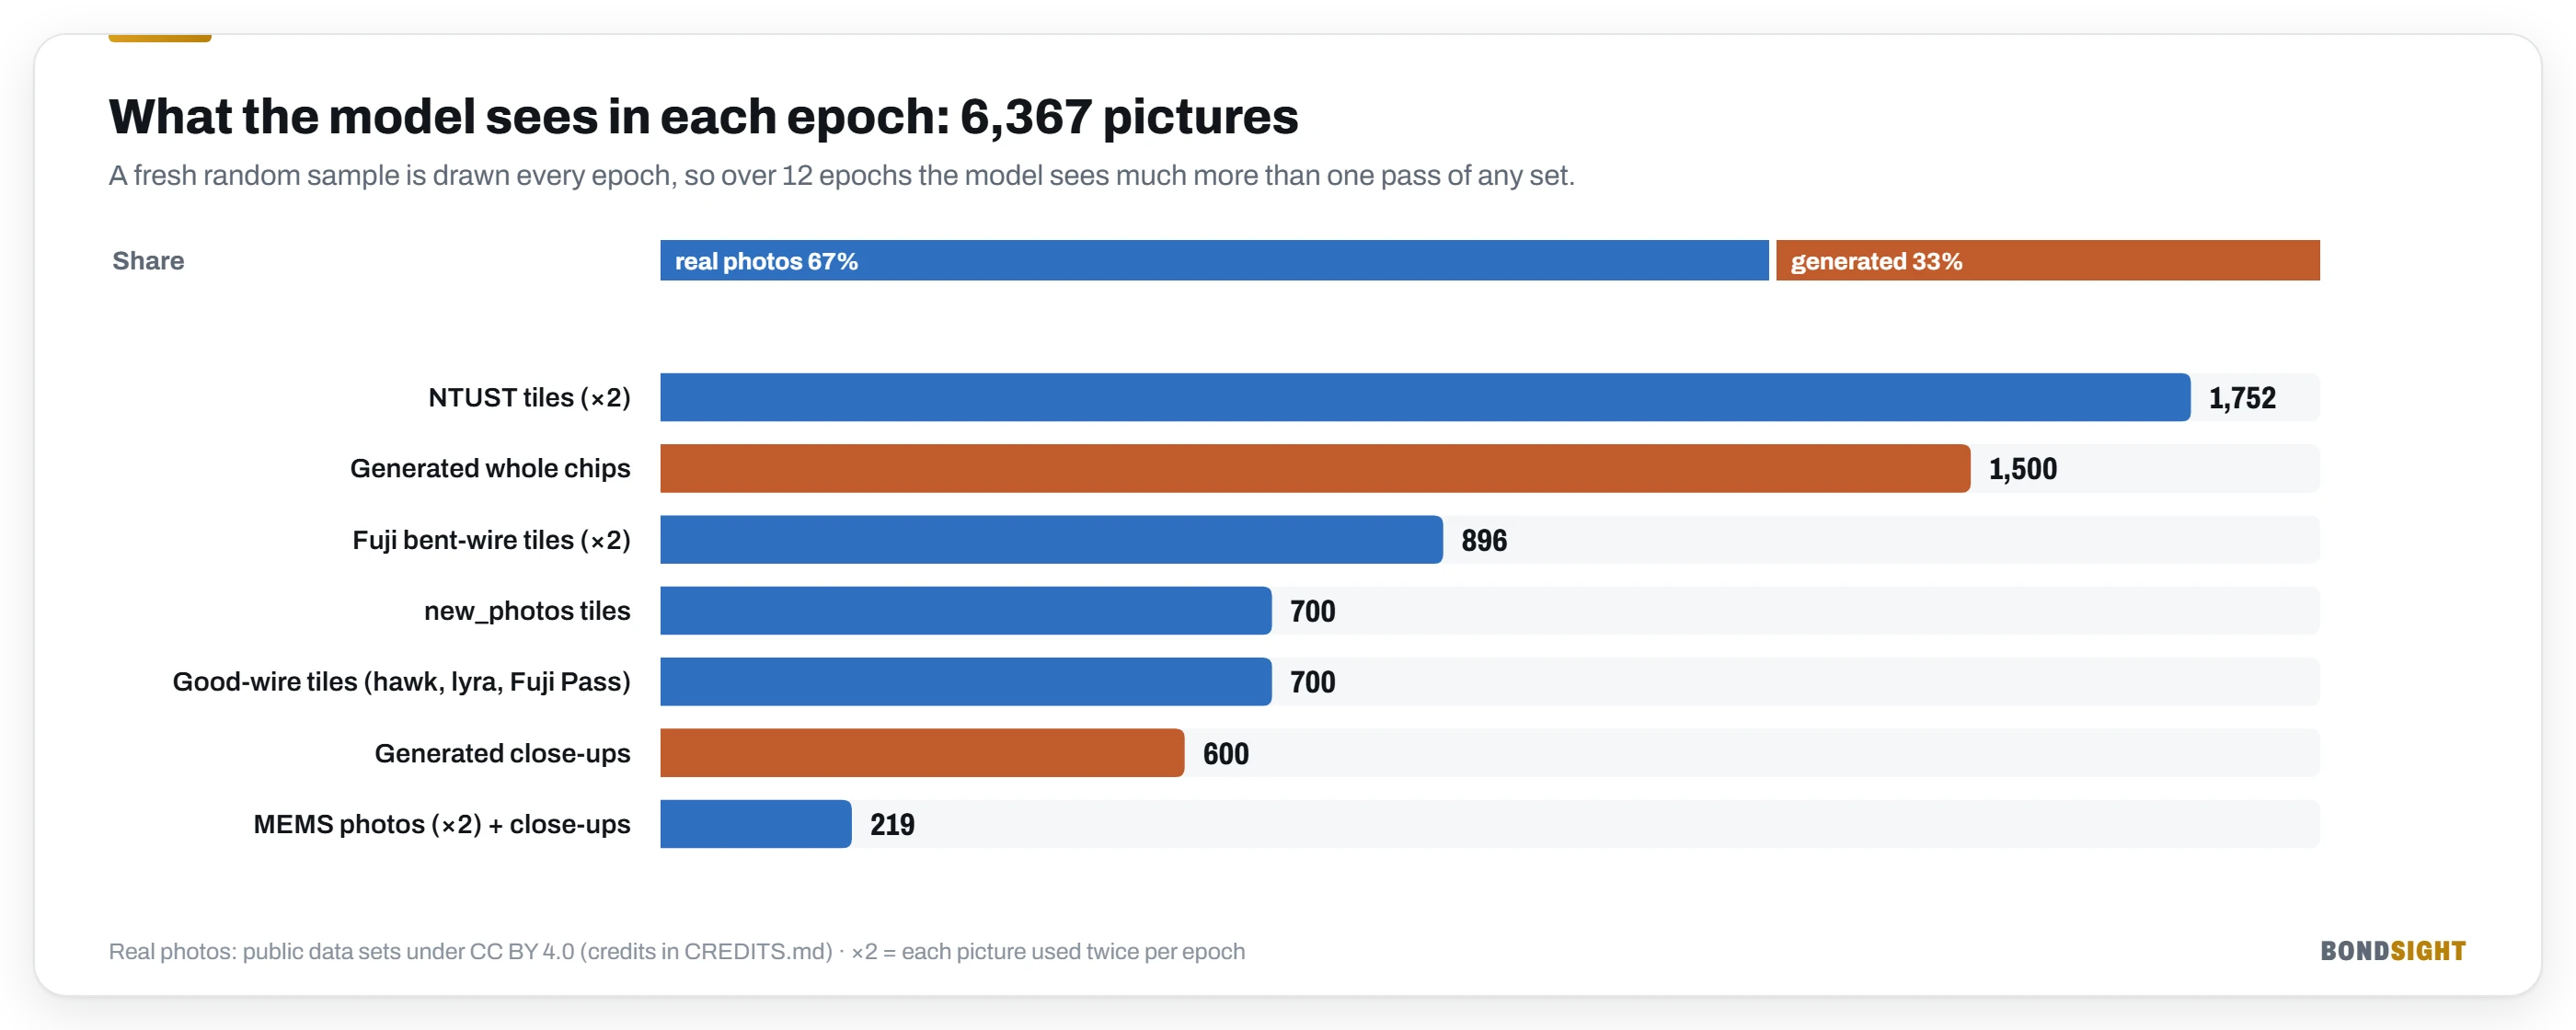 What the model sees in each epoch: 6,367 pictures
A fresh random sample is drawn every epoch, so over 12 epochs the model sees much more than one pass of any set.
Share real photos 67% generated 33%
NTUST tiles (×2) 1,752
Generated whole chips 1,500
Fuji bent-wire tiles (×2) 896
new_photos tiles 700
Good-wire tiles (hawk, lyra, Fuji Pass) 700
Generated close-ups 600
MEMS photos (×2) + close-ups 219
Real photos: public data sets under CC BY 4.0 (credits in CREDITS.md) · ×2 = each picture used twice per epoch
BONDSIGHT